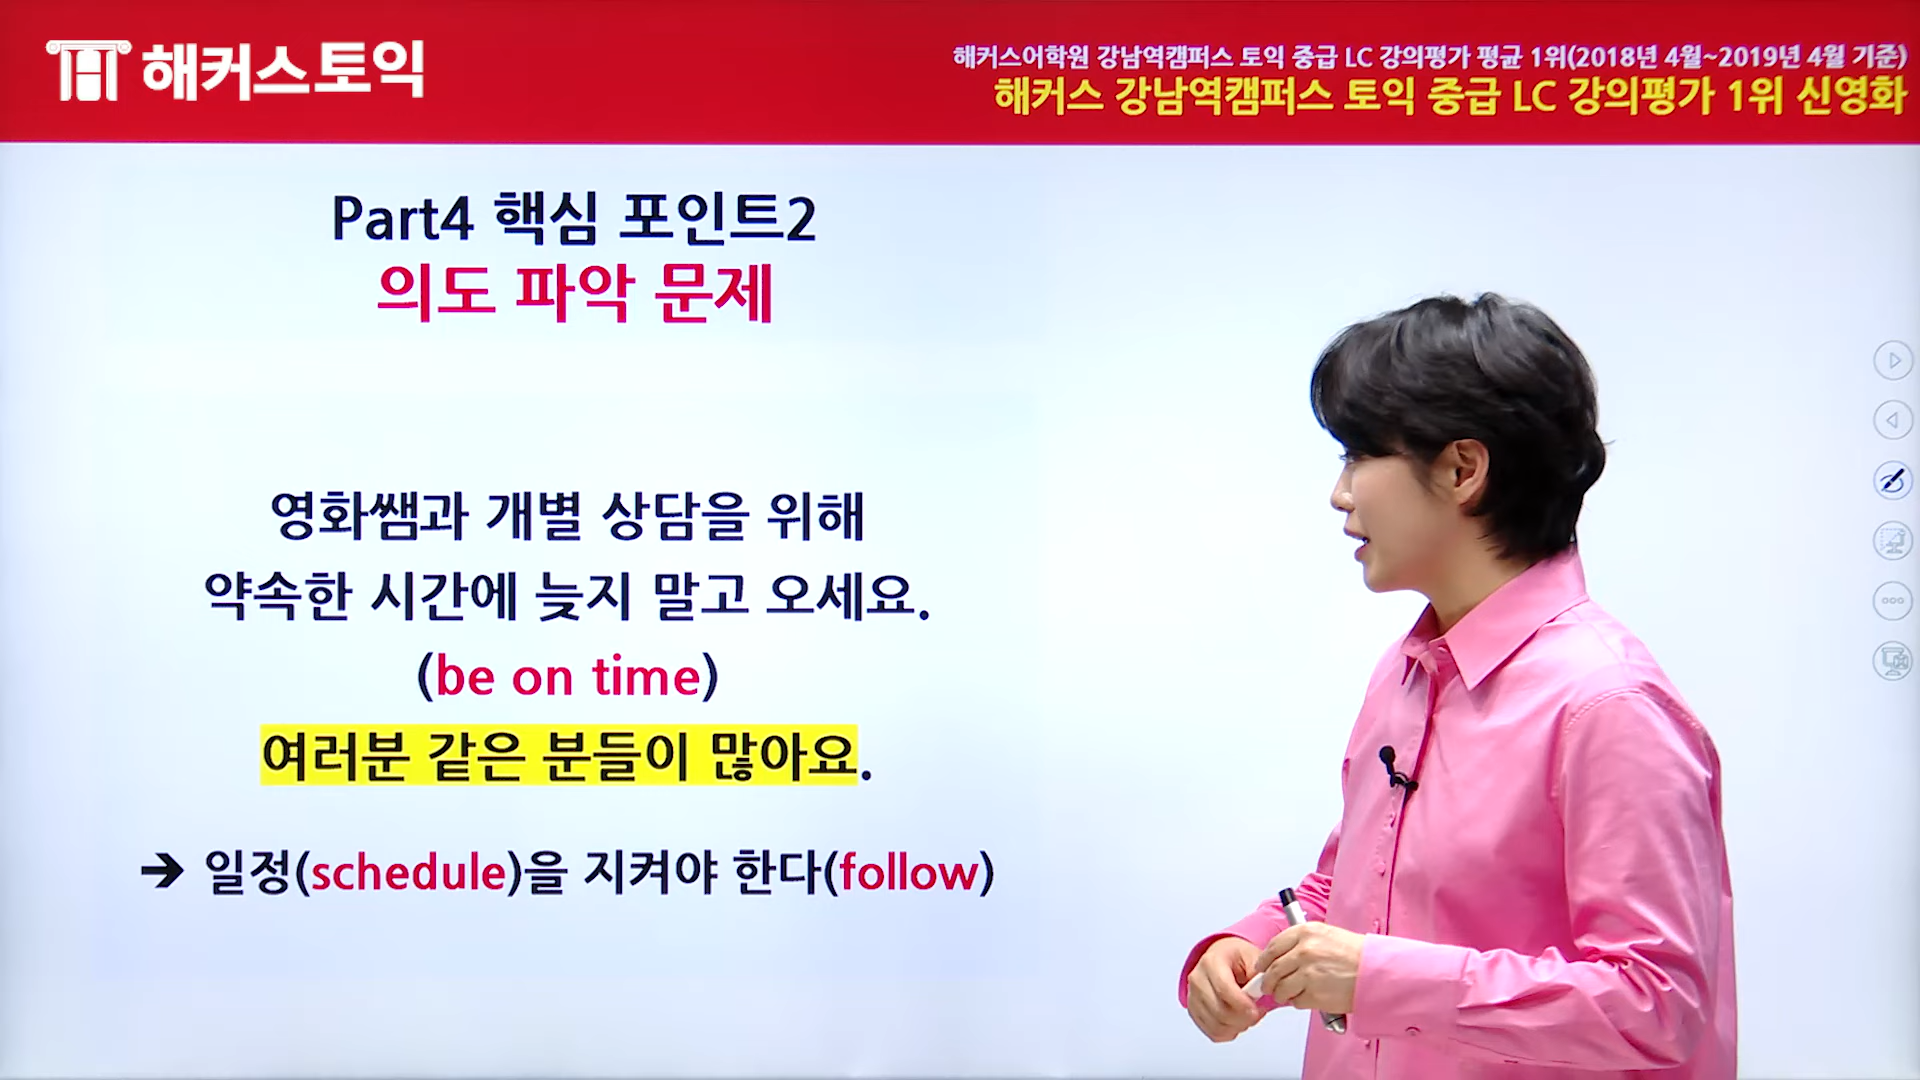 해커스토익
해커스어학원 강남역캠퍼스 토익 중급 LC 강의평가 평균 1위(2018년 4월~2019년 4월 기준)
해커스 강남역캠퍼스 토익 중급 LC 강의평가 1위 신영화
Part4 핵심 포인트2
의도 파악 문제
영화쌤과 개별 상담을 위해
약속한 시간에 늦지 말고 오세요.
(be on time)
여러분 같은 분들이 많아요.
➔ 일정(schedule)을 지켜야 한다(follow)